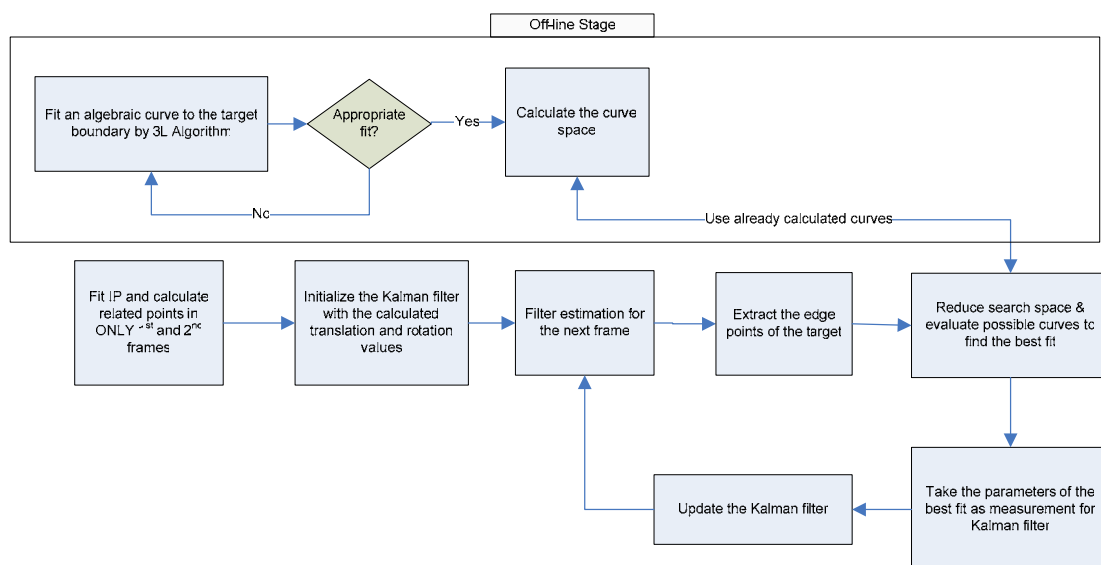 Off-line Stage
Fit an algebraic curve to the target
boundary by 3L Algorithm
Appropriate
fit?
Yes
Calculate the curve
space
No
Use already calculated curves
Fit IP and calculate
related points in
ONLY 1st and 2nd
frames
Initialize the Kalman filter
with the calculated
translation and rotation
values
Filter estimation for
the next frame
Extract the edge
points of the target
Reduce search space &
evaluate possible curves to
find the best fit
Update the Kalman filter
Take the parameters of the
best fit as measurement for
Kalman filter